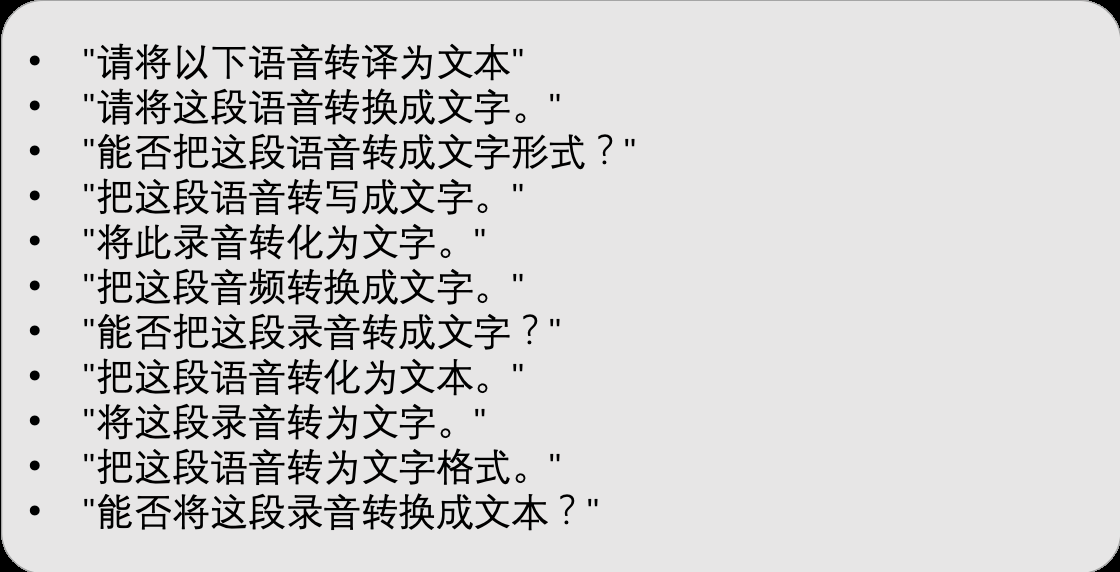 • "请将以下语音转译为文本"
• "请将这段语音转换成文字。"
• "能否把这段语音转成文字形式？"
• "把这段语音转写成文字。"
• "将此录音转化为文字。"
• "把这段音频转换成文字。"
• "能否把这段录音转成文字？"
• "把这段语音转化为文本。"
• "将这段录音转为文字。"
• "把这段语音转为文字格式。"
• "能否将这段录音转换成文本？"